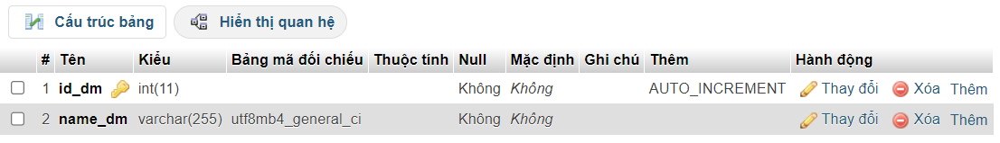 Cấu trúc bảng Hiển thị quan hệ
# Tên Kiểu Bảng mã đối chiếu Thuộc tính Null Mặc định Ghi chú Thêm Hành động
1 id_dm int(11) Không Không AUTO_INCREMENT Thay đổi Xóa Thêm
2 name_dm varchar(255) utf8mb4_general_ci Không Không Thay đổi Xóa Thêm